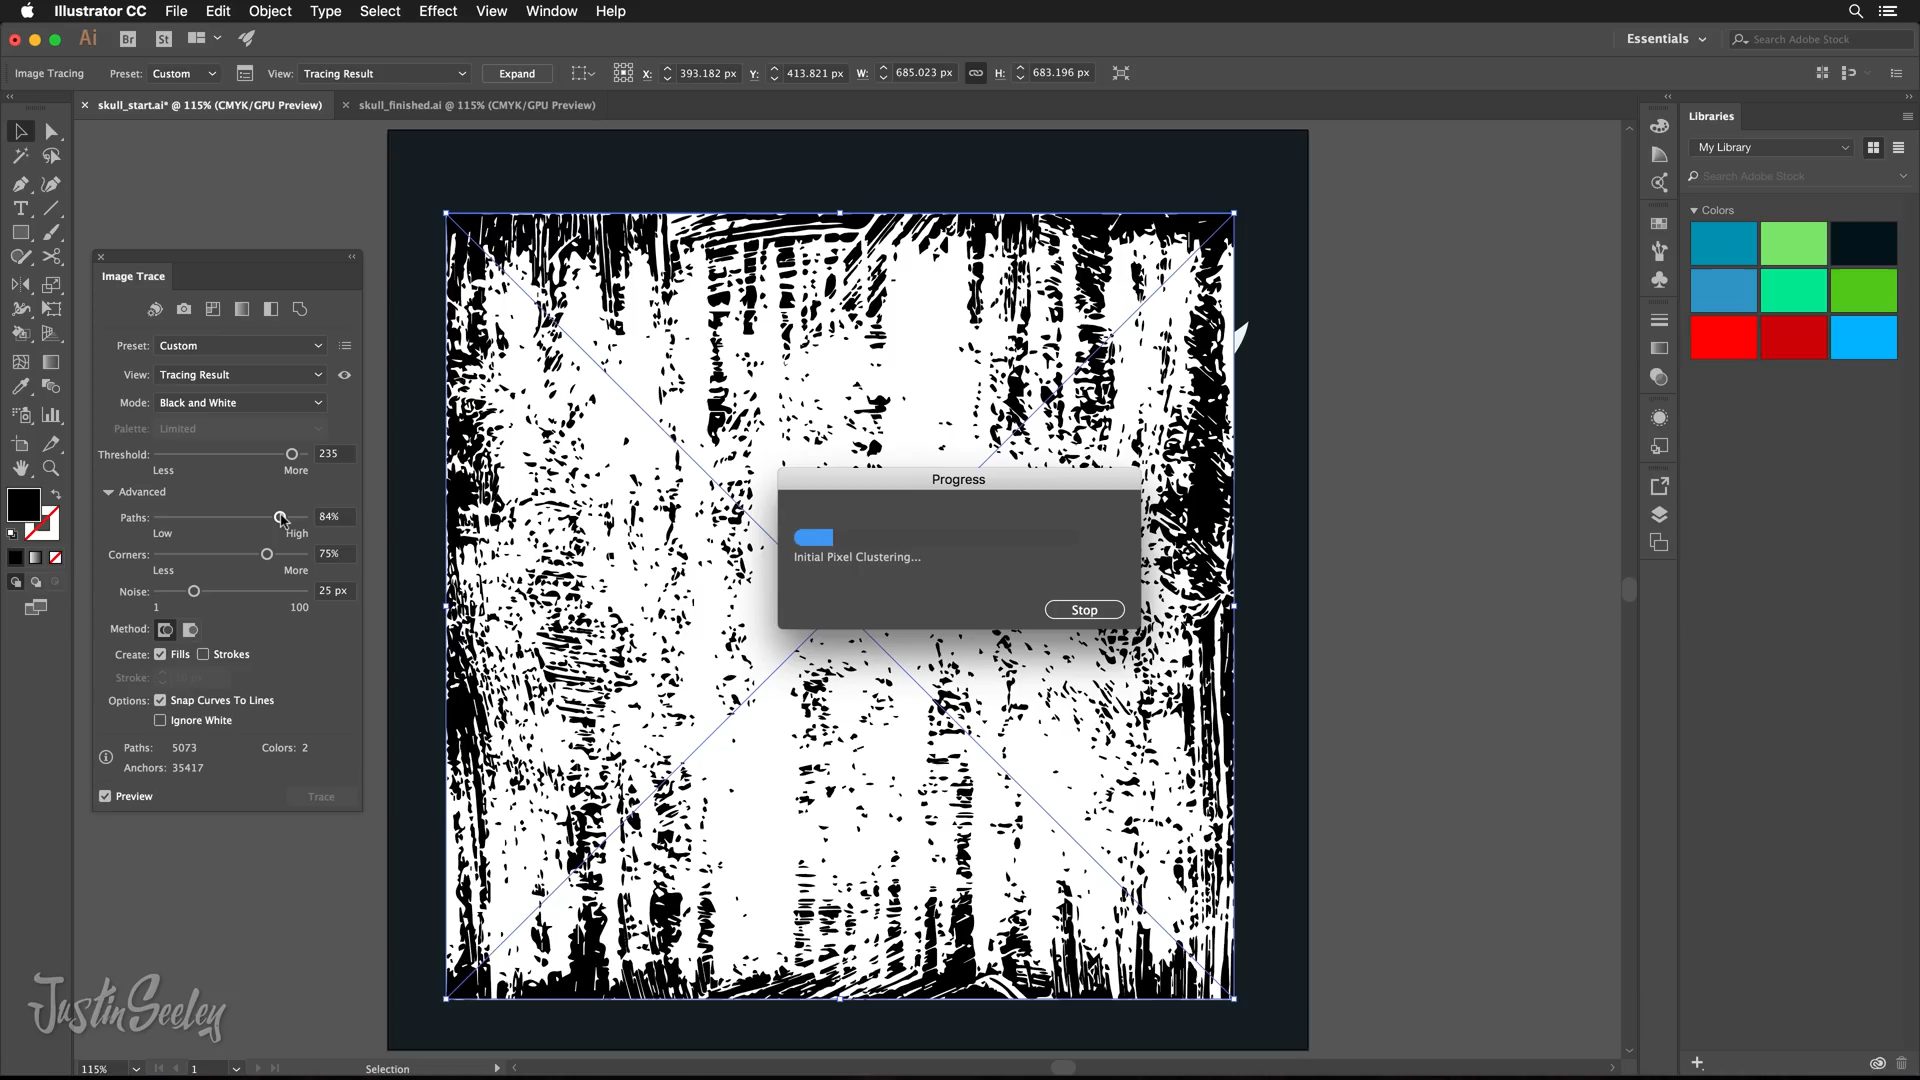 Illustrator CC File Edit Object Type Select Effect View Window Help
Ai Br St Essentials Search Adobe Stock
Image Tracing Preset: Custom View: Tracing Result Expand X: 393.182 px Y: 413.821 px W: 685.023 px H: 683.196 px
skull_start.ai* @ 115% (CMYK/GPU Preview) skull_finished.ai @ 115% (CMYK/GPU Preview)
Libraries
My Library
Search Adobe Stock
Colors
Image Trace
Preset: Custom
View: Tracing Result
Mode: Black and White
Palette: Limited
Threshold: 235
Less More
Advanced
Paths: 84%
Low High
Corners: 75%
Less More
Noise: 25 px
1 100
Method:
Create: Fills Strokes
Stroke:
Options: Snap Curves To Lines
Ignore White
Paths: 5073 Colors: 2
Anchors: 35417
Preview Trace
Progress
Initial Pixel Clustering...
Stop
Justin Seeley
115% 1 Selection